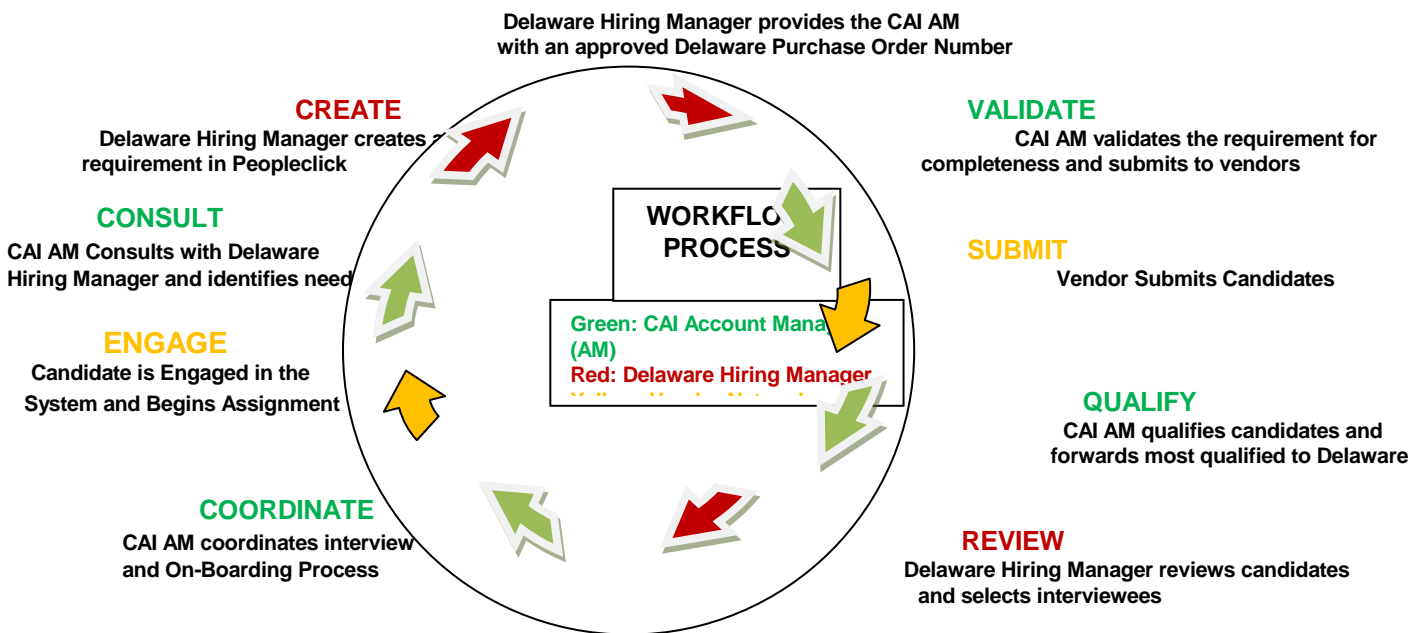 Delaware Hiring Manager provides the CAI AM
with an approved Delaware Purchase Order Number
CREATE
Delaware Hiring Manager creates a
requirement in Peopleclick
VALIDATE
CAI AM validates the requirement for
completeness and submits to vendors
CONSULT
CAI AM Consults with Delaware
Hiring Manager and identifies need
WORKFLO
PROCESS
SUBMIT
Vendor Submits Candidates
ENGAGE
Candidate is Engaged in the
System and Begins Assignment
Green: CAI Account Manag
(AM)
Red: Delaware Hiring Manager
QUALIFY
CAI AM qualifies candidates and
forwards most qualified to Delaware
COORDINATE
CAI AM coordinates interview
and On-Boarding Process
REVIEW
Delaware Hiring Manager reviews candidates
and selects interviewees